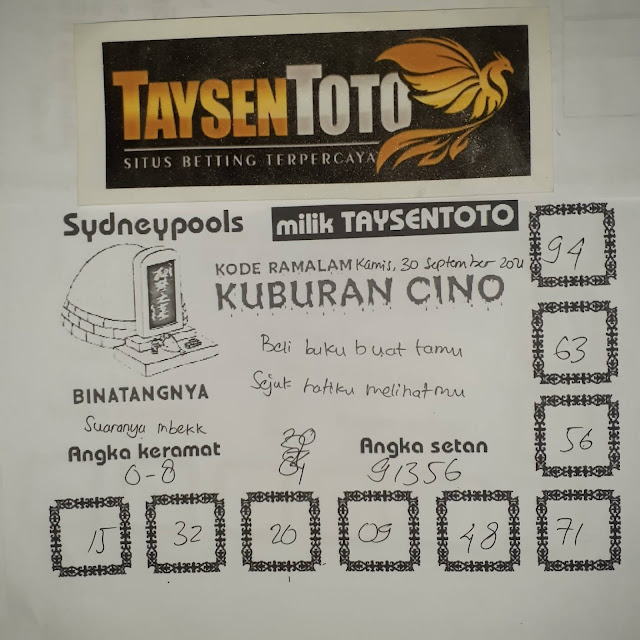 TAYSENTOTO
SITUS BETTING TERPERCAYA
Sydneypools
milik TAYSENTOTO
94
KODE RAMALAM Kamis, 30 September 2021
KUBURAN CINO
Beli buku buat tamu
63
Sejuk hatiku melihatmu
BINATANGNYA
Suaranya mbekk
56
Angka keramat
Angka setan
0-8
91356
15
32
20
09
48
71